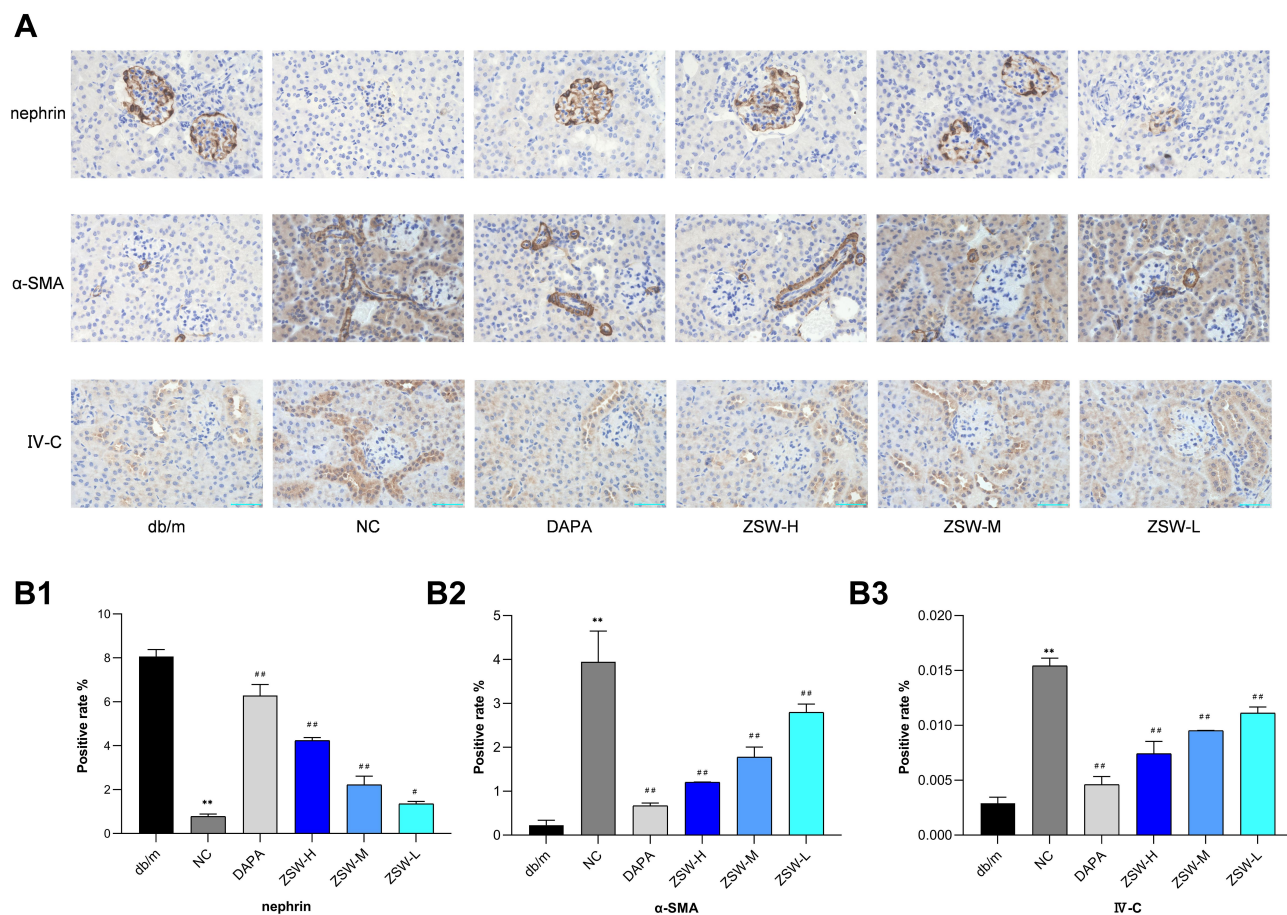 A
nephrin
α-SMA
IV-C
db/m NC DAPA ZSW-H ZSW-M ZSW-L
B1
Positive rate %
10
8
6
4
2
0
**
##
##
##
#
db/m NC DAPA ZSW-H ZSW-M ZSW-L
nephrin
B2
Positive rate %
5
4
3
2
1
0
**
##
##
##
##
db/m NC DAPA ZSW-H ZSW-M ZSW-L
α-SMA
B3
Positive rate %
0.020
0.015
0.010
0.005
0.000
**
##
##
##
##
db/m NC DAPA ZSW-H ZSW-M ZSW-L
Ⅳ-C